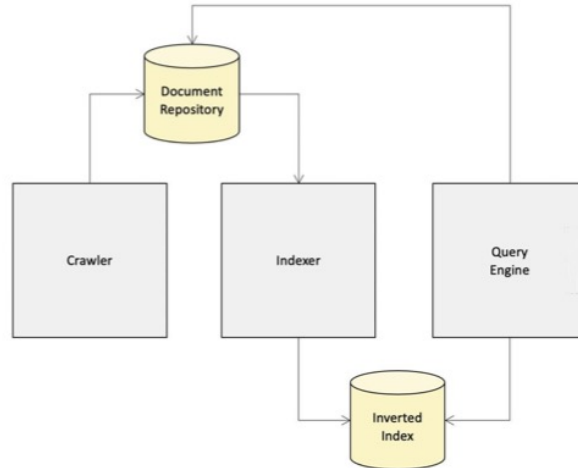 Document
Repository
Crawler
Indexer
Query
Engine
Inverted
Index